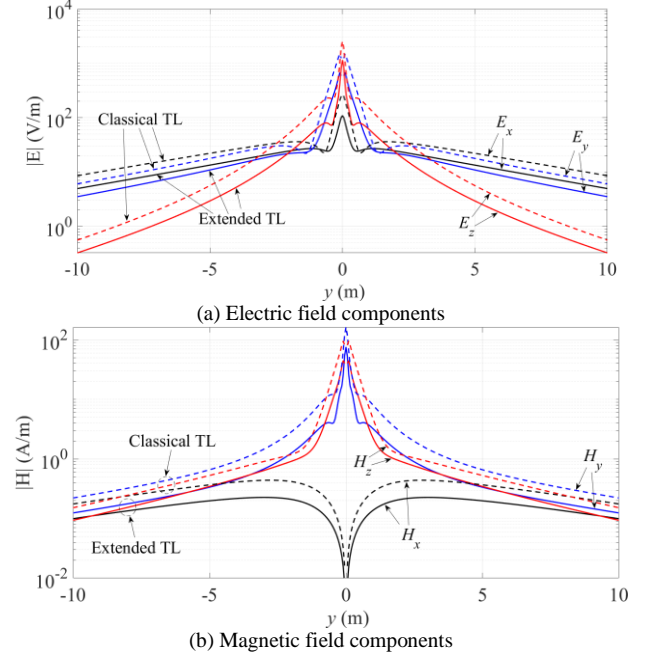 10^4
10^2
10^0
|E| (V/m)
Classical TL
Extended TL
E_x
E_y
E_z
-10
-5
0
5
10
y (m)
(a) Electric field components
10^2
10^0
10^-2
|H| (A/m)
Classical TL
Extended TL
H_z
H_y
H_x
-10
-5
0
5
10
y (m)
(b) Magnetic field components